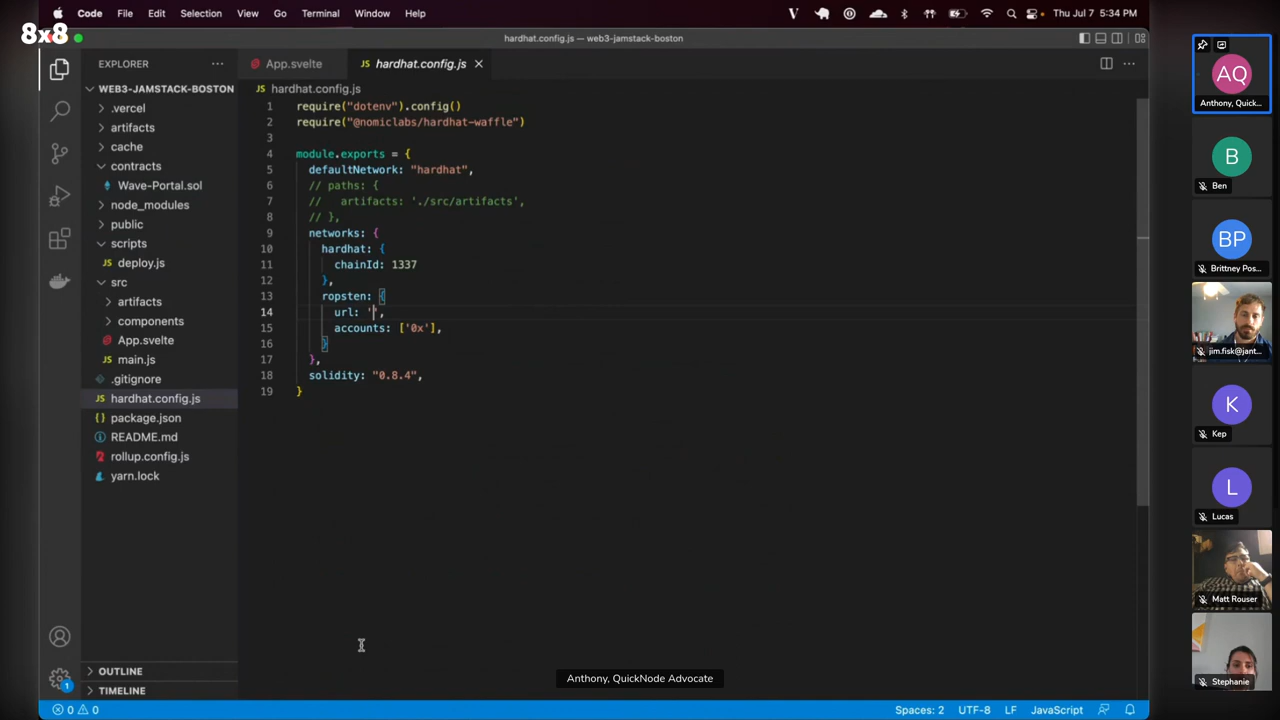 Code File Edit Selection View Go Terminal Window Help
Thu Jul 7 5:34 PM
8x8
hardhat.config.js — web3-jamstack-boston
EXPLORER
App.svelte
hardhat.config.js
WEB3-JAMSTACK-BOSTON
.vercel
artifacts
cache
contracts
Wave-Portal.sol
node_modules
public
scripts
deploy.js
src
artifacts
components
App.svelte
main.js
.gitignore
hardhat.config.js
package.json
README.md
rollup.config.js
yarn.lock
OUTLINE
TIMELINE
hardhat.config.js
1 require("dotenv").config()
2 require("@nomiclabs/hardhat-waffle")
3
4 module.exports = {
5 defaultNetwork: "hardhat",
6 // paths: {
7 // artifacts: './src/artifacts',
8 // },
9 networks: {
10 hardhat: {
11 chainId: 1337
12 },
13 ropsten: {
14 url: '',
15 accounts: ['0x'],
16 }
17 },
18 solidity: "0.8.4",
19 }
1
0 0
Spaces: 2 UTF-8 LF JavaScript
Anthony, QuickNode Advocate
AQ
Anthony, Quick...
B
Ben
BP
Brittney Pos...
jim.fisk@jant...
K
Kep
L
Lucas
Matt Rouser
Stephanie